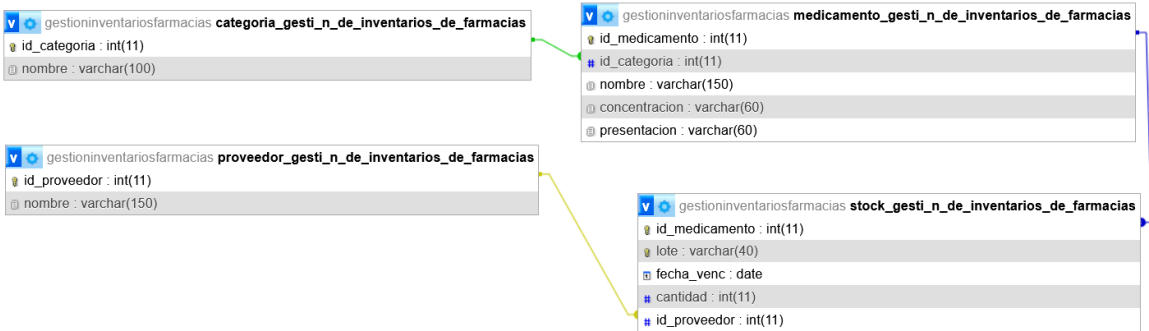 gestioninventariosfarmacias categoria_gesti_n_de_inventarios_de_farmacias
id_categoria : int(11)
nombre : varchar(100)
gestioninventariosfarmacias medicamento_gesti_n_de_inventarios_de_farmacias
id_medicamento : int(11)
# id_categoria : int(11)
nombre : varchar(150)
concentracion : varchar(60)
presentacion : varchar(60)
gestioninventariosfarmacias proveedor_gesti_n_de_inventarios_de_farmacias
id_proveedor : int(11)
nombre : varchar(150)
gestioninventariosfarmacias stock_gesti_n_de_inventarios_de_farmacias
id_medicamento : int(11)
lote : varchar(40)
fecha_venc : date
# cantidad : int(11)
# id_proveedor : int(11)